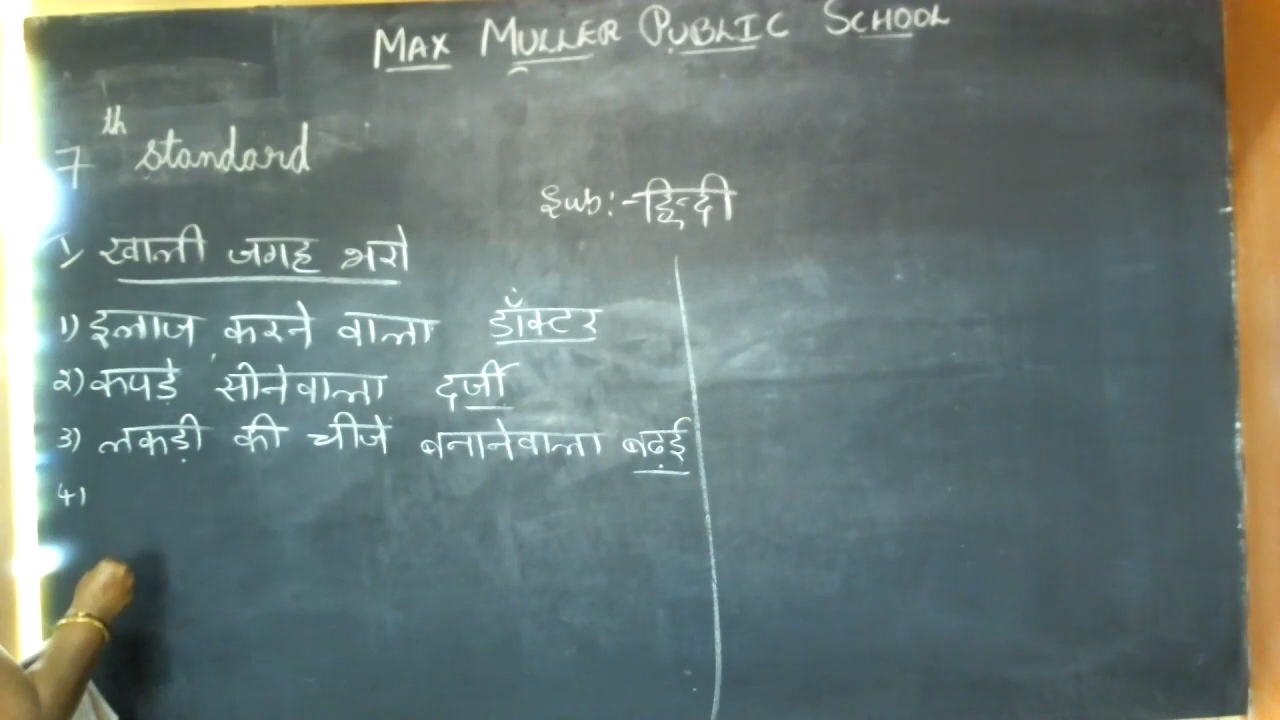 MAX MULLER PUBLIC SCHOOL
7th standard
Sub:- हिन्दी
1) खाली जगह भरो
1) इलाज करने वाला डॉक्टर
२) कपड़े सीनेवाला दर्जी
3) लकड़ी की चीजें बनानेवाला बढ़ई
4)